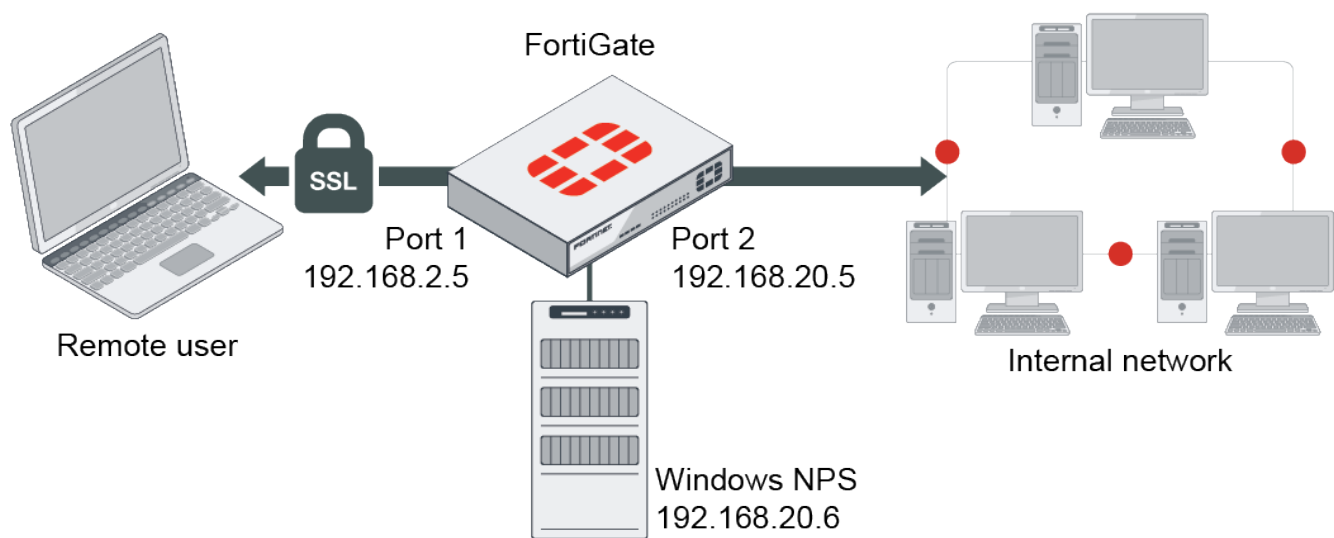 FortiGate
SSL
FORTINET
Port 1
192.168.2.5
Port 2
192.168.20.5
Remote user
Internal network
Windows NPS
192.168.20.6